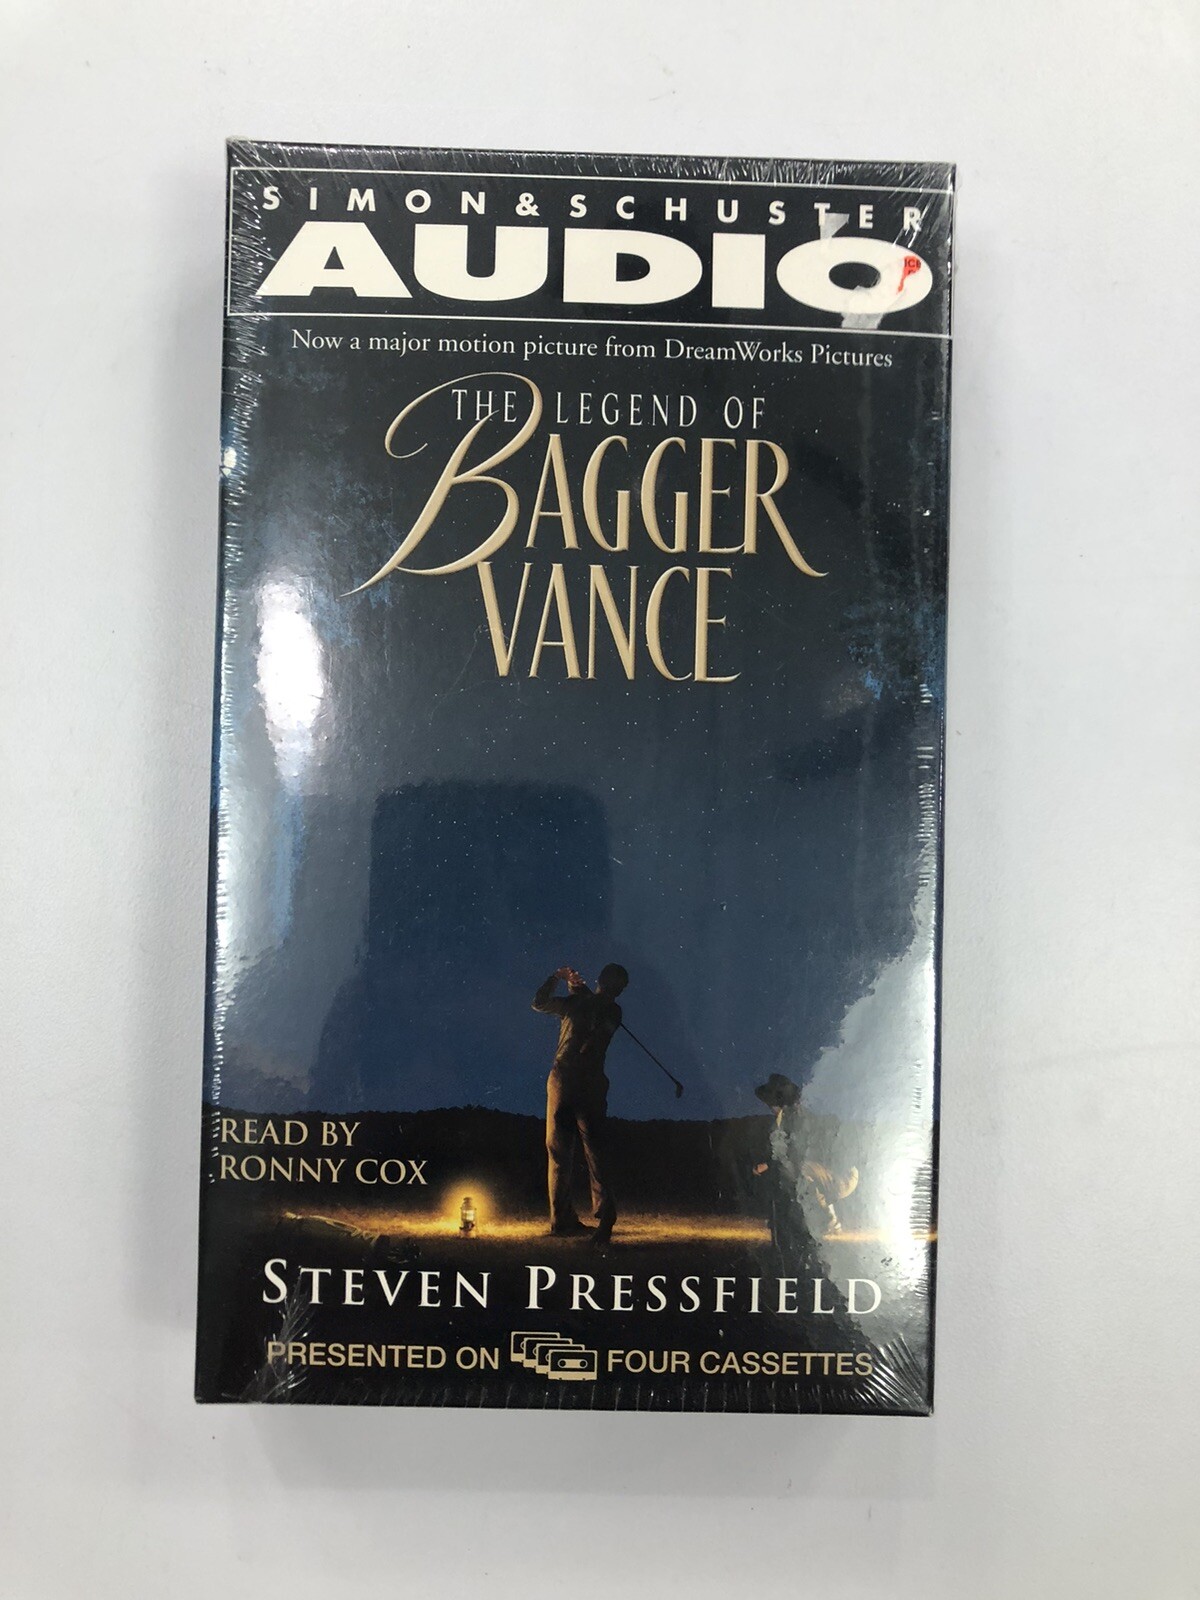 SIMON & SCHUSTER
AUDIO
Now a major motion picture from DreamWorks Pictures
THE LEGEND OF
BAGGER
VANCE
READ BY
RONNY COX
STEVEN PRESSFIELD
PRESENTED ON FOUR CASSETTES